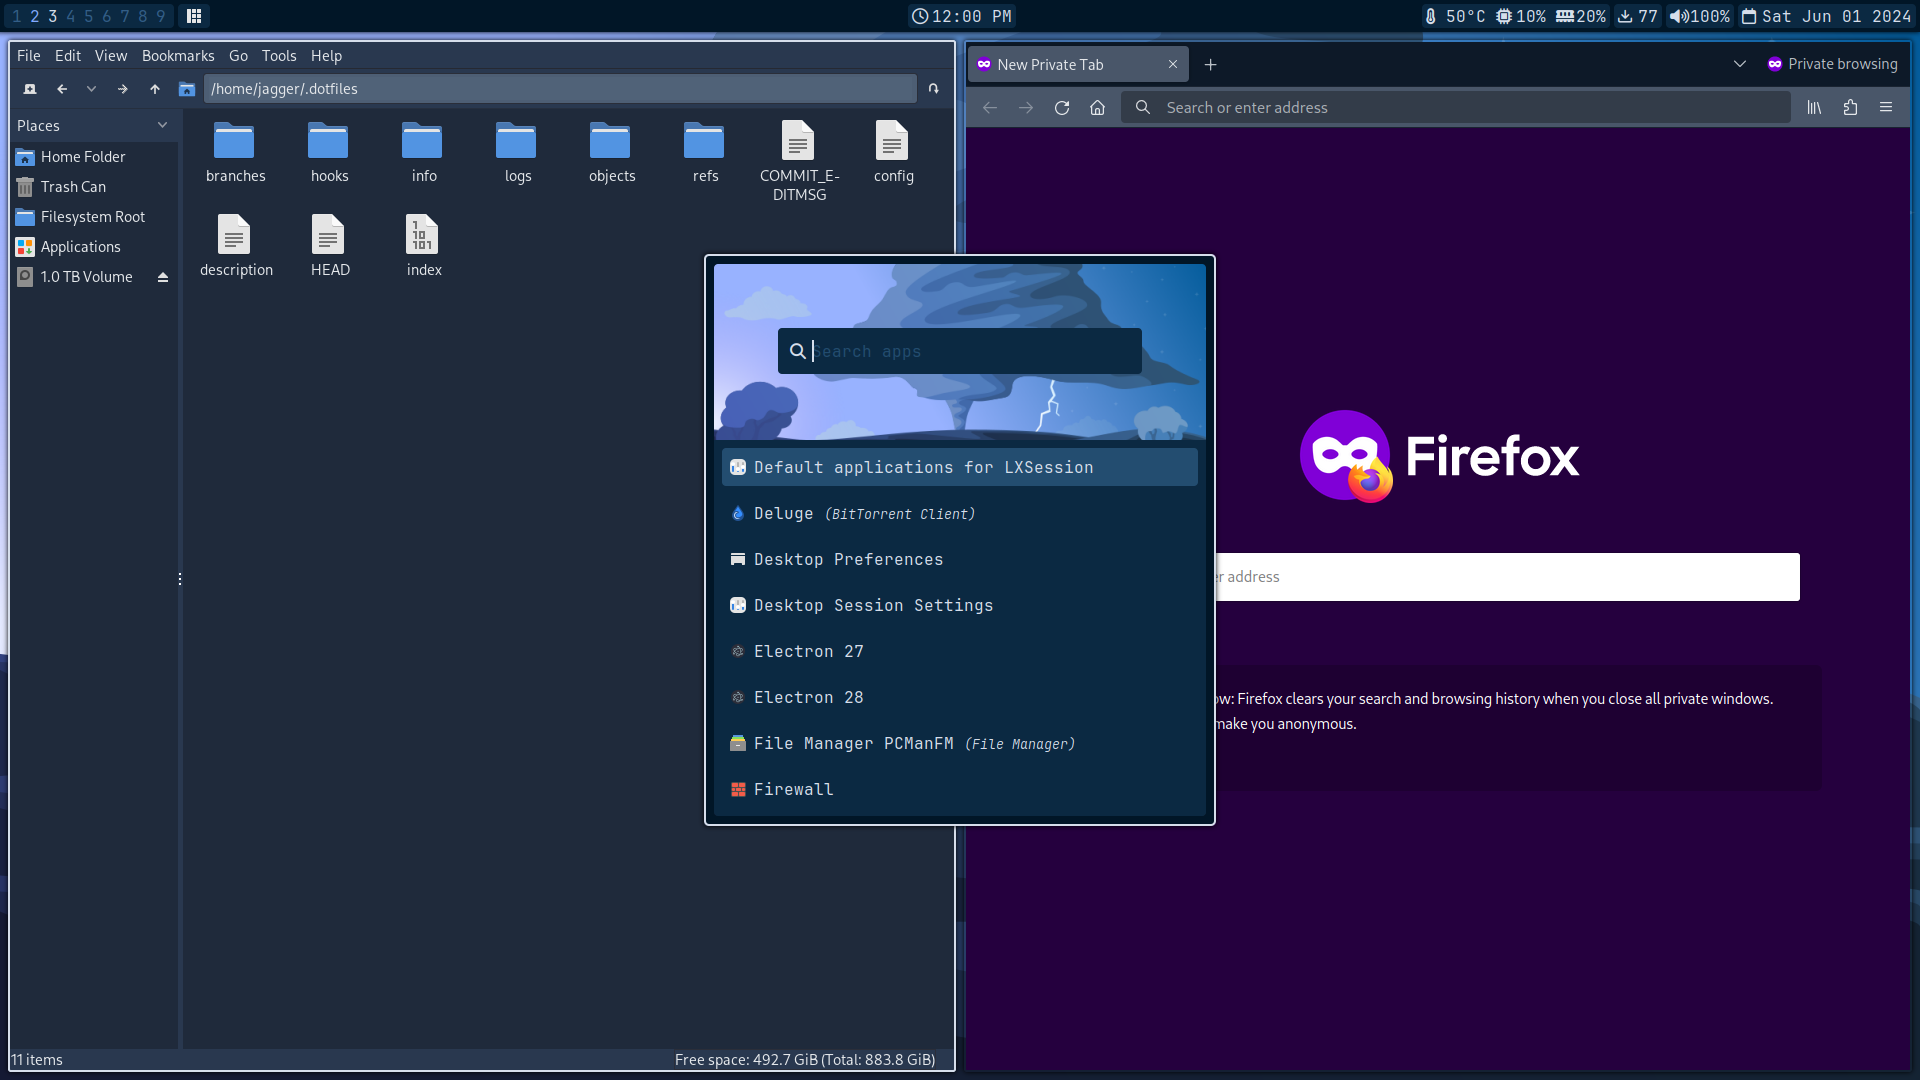 1 2 3 4 5 6 7 8 9
12:00 PM
50°C 10% 20% 77 100% Sat Jun 01 2024
File Edit View Bookmarks Go Tools Help
/home/jagger/.dotfiles
Places
Home Folder
Trash Can
Filesystem Root
Applications
1.0 TB Volume
branches hooks info logs objects refs COMMIT_E-
DITMSG config
description HEAD index
11 items
Free space: 492.7 GiB (Total: 883.8 GiB)
Search apps
Default applications for LXSession
Deluge (BitTorrent Client)
Desktop Preferences
Desktop Session Settings
Electron 27
Electron 28
File Manager PCManFM (File Manager)
Firewall
New Private Tab
Private browsing
Search or enter address
Firefox
address
Firefox clears your search and browsing history when you close all private windows.
make you anonymous.